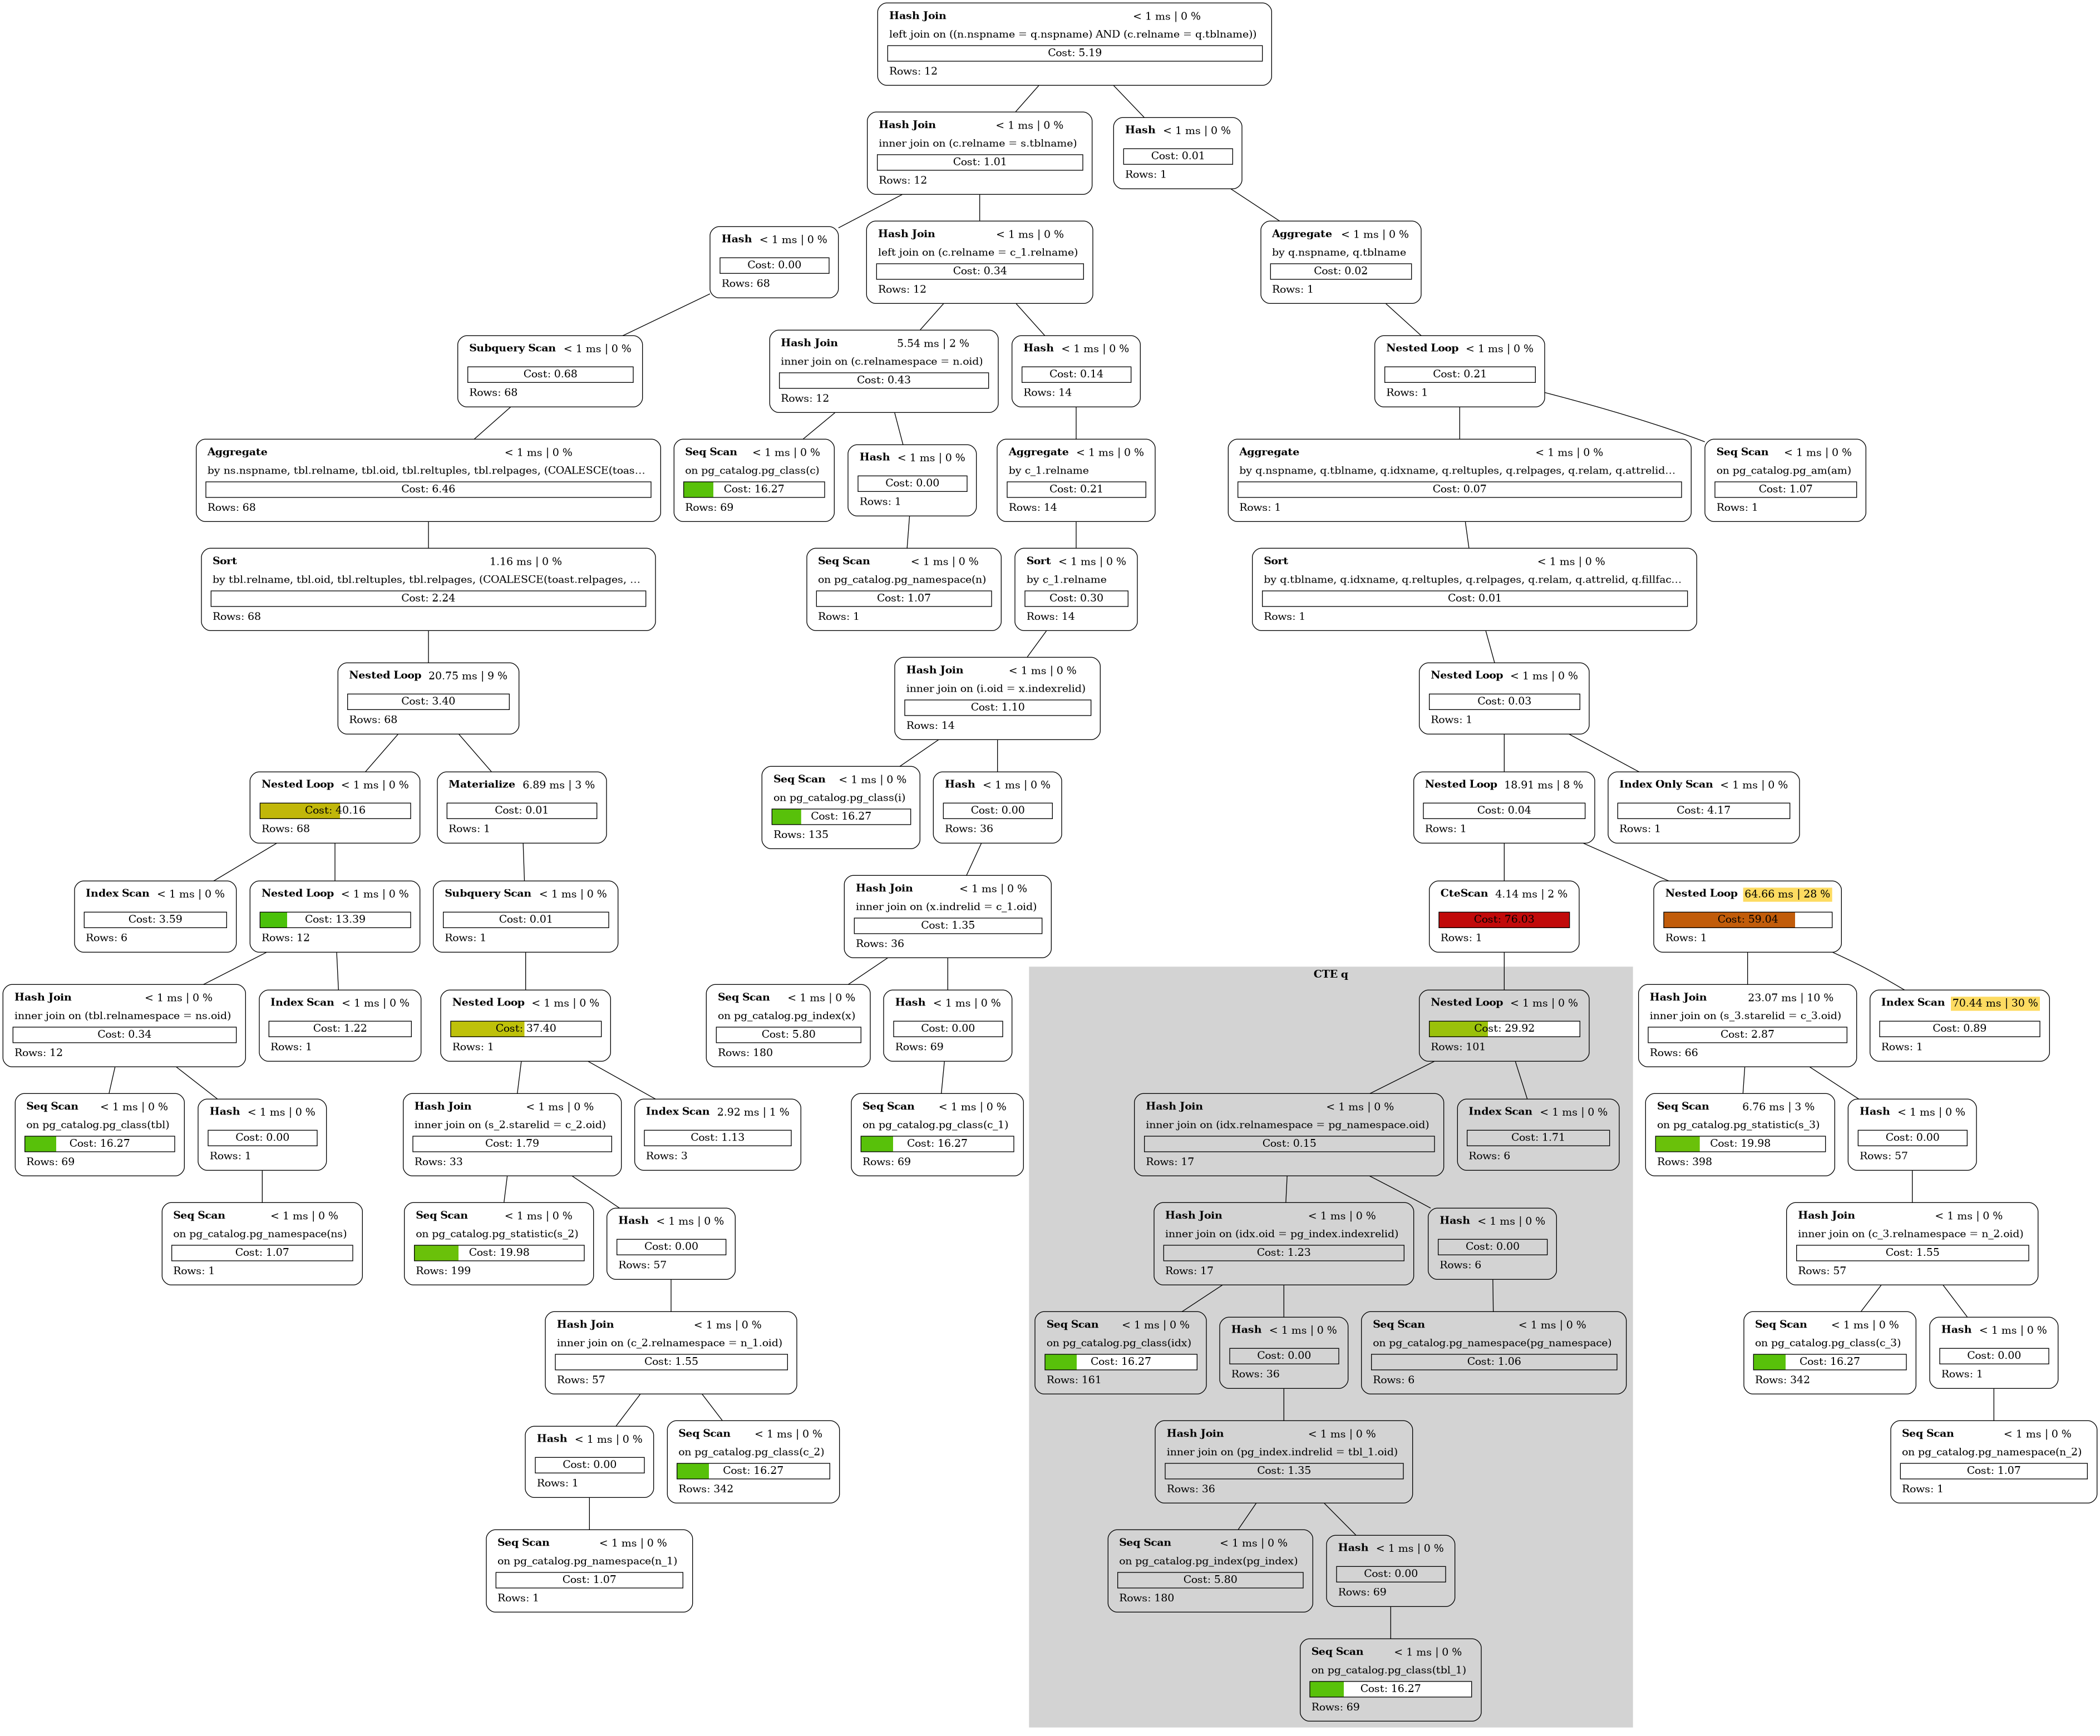 Hash Join < 1 ms | 0 %
left join on ((n.nspname = q.nspname) AND (c.relname = q.tblname))
Cost: 5.19
Rows: 12
Hash Join < 1 ms | 0 %
inner join on (c.relname = s.tblname)
Cost: 1.01
Rows: 12
Hash < 1 ms | 0 %
Cost: 0.01
Rows: 1
Hash < 1 ms | 0 %
Cost: 0.00
Rows: 68
Hash Join < 1 ms | 0 %
left join on (c.relname = c_1.relname)
Cost: 0.34
Rows: 12
Aggregate < 1 ms | 0 %
by q.nspname, q.tblname
Cost: 0.02
Rows: 1
Subquery Scan < 1 ms | 0 %
Cost: 0.68
Rows: 68
Hash Join 5.54 ms | 2 %
inner join on (c.relnamespace = n.oid)
Cost: 0.43
Rows: 12
Hash < 1 ms | 0 %
Cost: 0.14
Rows: 14
Nested Loop < 1 ms | 0 %
Cost: 0.21
Rows: 1
Aggregate < 1 ms | 0 %
by ns.nspname, tbl.relname, tbl.oid, tbl.reltuples, tbl.relpages, (COALESCE(toas...
Cost: 6.46
Rows: 68
Seq Scan < 1 ms | 0 %
on pg_catalog.pg_class(c)
Cost: 16.27
Rows: 69
Hash < 1 ms | 0 %
Cost: 0.00
Rows: 1
Aggregate < 1 ms | 0 %
by c_1.relname
Cost: 0.21
Rows: 14
Aggregate < 1 ms | 0 %
by q.nspname, q.tblname, q.idxname, q.reltuples, q.relpages, q.relam, q.attrelid...
Cost: 0.07
Rows: 1
Seq Scan < 1 ms | 0 %
on pg_catalog.pg_am(am)
Cost: 1.07
Rows: 1
Sort 1.16 ms | 0 %
by tbl.relname, tbl.oid, tbl.reltuples, tbl.relpages, (COALESCE(toast.relpages, ...
Cost: 2.24
Rows: 68
Seq Scan < 1 ms | 0 %
on pg_catalog.pg_namespace(n)
Cost: 1.07
Rows: 1
Sort < 1 ms | 0 %
by c_1.relname
Cost: 0.30
Rows: 14
Sort < 1 ms | 0 %
by q.tblname, q.idxname, q.reltuples, q.relpages, q.relam, q.attrelid, q.fillfac...
Cost: 0.01
Rows: 1
Nested Loop 20.75 ms | 9 %
Cost: 3.40
Rows: 68
Hash Join < 1 ms | 0 %
inner join on (i.oid = x.indexrelid)
Cost: 1.10
Rows: 14
Nested Loop < 1 ms | 0 %
Cost: 0.03
Rows: 1
Nested Loop < 1 ms | 0 %
Cost: 40.16
Rows: 68
Materialize 6.89 ms | 3 %
Cost: 0.01
Rows: 1
Seq Scan < 1 ms | 0 %
on pg_catalog.pg_class(i)
Cost: 16.27
Rows: 135
Hash < 1 ms | 0 %
Cost: 0.00
Rows: 36
Nested Loop 18.91 ms | 8 %
Cost: 0.04
Rows: 1
Index Only Scan < 1 ms | 0 %
Cost: 4.17
Rows: 1
Index Scan < 1 ms | 0 %
Cost: 3.59
Rows: 6
Nested Loop < 1 ms | 0 %
Cost: 13.39
Rows: 12
Subquery Scan < 1 ms | 0 %
Cost: 0.01
Rows: 1
Hash Join < 1 ms | 0 %
inner join on (x.indrelid = c_1.oid)
Cost: 1.35
Rows: 36
CteScan 4.14 ms | 2 %
Cost: 76.03
Rows: 1
Nested Loop 64.66 ms | 28 %
Cost: 59.04
Rows: 1
CTE q
Hash Join < 1 ms | 0 %
inner join on (tbl.relnamespace = ns.oid)
Cost: 0.34
Rows: 12
Index Scan < 1 ms | 0 %
Cost: 1.22
Rows: 1
Nested Loop < 1 ms | 0 %
Cost: 37.40
Rows: 1
Seq Scan < 1 ms | 0 %
on pg_catalog.pg_index(x)
Cost: 5.80
Rows: 180
Hash < 1 ms | 0 %
Cost: 0.00
Rows: 69
Nested Loop < 1 ms | 0 %
Cost: 29.92
Rows: 101
Hash Join 23.07 ms | 10 %
inner join on (s_3.starelid = c_3.oid)
Cost: 2.87
Rows: 66
Index Scan 70.44 ms | 30 %
Cost: 0.89
Rows: 1
Seq Scan < 1 ms | 0 %
on pg_catalog.pg_class(tbl)
Cost: 16.27
Rows: 69
Hash < 1 ms | 0 %
Cost: 0.00
Rows: 1
Hash Join < 1 ms | 0 %
inner join on (s_2.starelid = c_2.oid)
Cost: 1.79
Rows: 33
Index Scan 2.92 ms | 1 %
Cost: 1.13
Rows: 3
Seq Scan < 1 ms | 0 %
on pg_catalog.pg_class(c_1)
Cost: 16.27
Rows: 69
Hash Join < 1 ms | 0 %
inner join on (idx.relnamespace = pg_namespace.oid)
Cost: 0.15
Rows: 17
Index Scan < 1 ms | 0 %
Cost: 1.71
Rows: 6
Seq Scan 6.76 ms | 3 %
on pg_catalog.pg_statistic(s_3)
Cost: 19.98
Rows: 398
Hash < 1 ms | 0 %
Cost: 0.00
Rows: 57
Seq Scan < 1 ms | 0 %
on pg_catalog.pg_namespace(ns)
Cost: 1.07
Rows: 1
Seq Scan < 1 ms | 0 %
on pg_catalog.pg_statistic(s_2)
Cost: 19.98
Rows: 199
Hash < 1 ms | 0 %
Cost: 0.00
Rows: 57
Hash Join < 1 ms | 0 %
inner join on (idx.oid = pg_index.indexrelid)
Cost: 1.23
Rows: 17
Hash < 1 ms | 0 %
Cost: 0.00
Rows: 6
Hash Join < 1 ms | 0 %
inner join on (c_3.relnamespace = n_2.oid)
Cost: 1.55
Rows: 57
Hash Join < 1 ms | 0 %
inner join on (c_2.relnamespace = n_1.oid)
Cost: 1.55
Rows: 57
Seq Scan < 1 ms | 0 %
on pg_catalog.pg_class(idx)
Cost: 16.27
Rows: 161
Hash < 1 ms | 0 %
Cost: 0.00
Rows: 36
Seq Scan < 1 ms | 0 %
on pg_catalog.pg_namespace(pg_namespace)
Cost: 1.06
Rows: 6
Seq Scan < 1 ms | 0 %
on pg_catalog.pg_class(c_3)
Cost: 16.27
Rows: 342
Hash < 1 ms | 0 %
Cost: 0.00
Rows: 1
Hash < 1 ms | 0 %
Cost: 0.00
Rows: 1
Seq Scan < 1 ms | 0 %
on pg_catalog.pg_class(c_2)
Cost: 16.27
Rows: 342
Hash Join < 1 ms | 0 %
inner join on (pg_index.indrelid = tbl_1.oid)
Cost: 1.35
Rows: 36
Seq Scan < 1 ms | 0 %
on pg_catalog.pg_namespace(n_2)
Cost: 1.07
Rows: 1
Seq Scan < 1 ms | 0 %
on pg_catalog.pg_namespace(n_1)
Cost: 1.07
Rows: 1
Seq Scan < 1 ms | 0 %
on pg_catalog.pg_index(pg_index)
Cost: 5.80
Rows: 180
Hash < 1 ms | 0 %
Cost: 0.00
Rows: 69
Seq Scan < 1 ms | 0 %
on pg_catalog.pg_class(tbl_1)
Cost: 16.27
Rows: 69